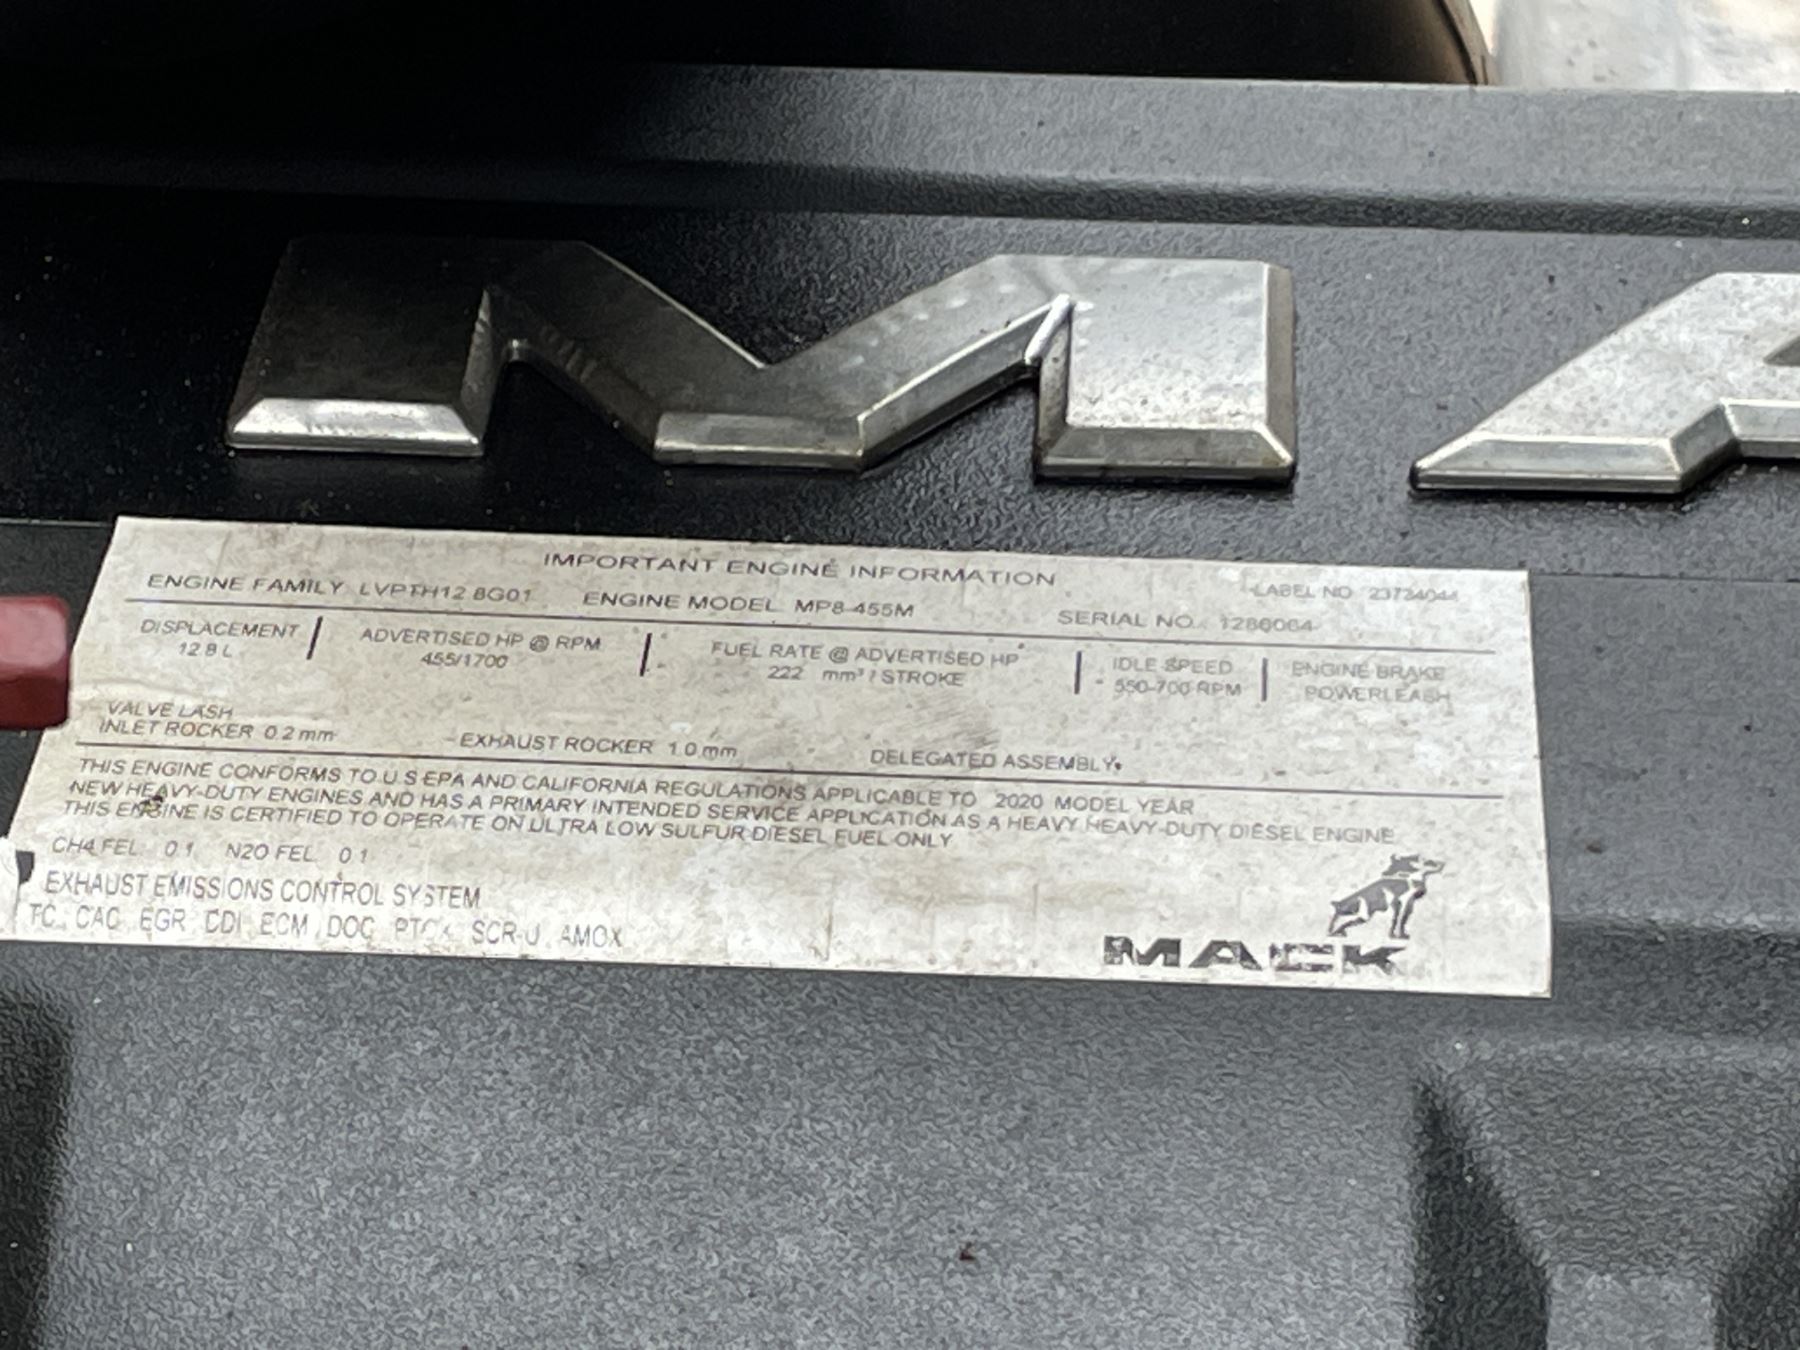 MA
IMPORTANT ENGINE INFORMATION
LABEL NO 23724044
ENGINE FAMILY LVPTH12.8G01 ENGINE MODEL MP8-455M SERIAL NO.
DISPLACEMENT ADVERTISED HP @ RPM FUEL RATE @ ADVERTISED HP IDLE SPEED ENGINE BRAKE
12.8 L 455/1700 222 mm³ / STROKE 550-700 RPM POWERLEASH
VALVE LASH
INLET ROCKER 0.2 mm EXHAUST ROCKER 1.0 mm DELEGATED ASSEMBLY
THIS ENGINE CONFORMS TO U.S EPA AND CALIFORNIA REGULATIONS APPLICABLE TO 2020 MODEL YEAR
NEW HEAVY-DUTY ENGINES AND HAS A PRIMARY INTENDED SERVICE APPLICATION AS A HEAVY HEAVY-DUTY DIESEL ENGINE
THIS ENGINE IS CERTIFIED TO OPERATE ON ULTRA LOW SULFUR DIESEL FUEL ONLY
CH4 FEL 0.1 N2O FEL 0.1
EXHAUST EMISSIONS CONTROL SYSTEM
TC, CAC, EGR, CDI, ECM, DOC, SCR-U, AMOX
MACK